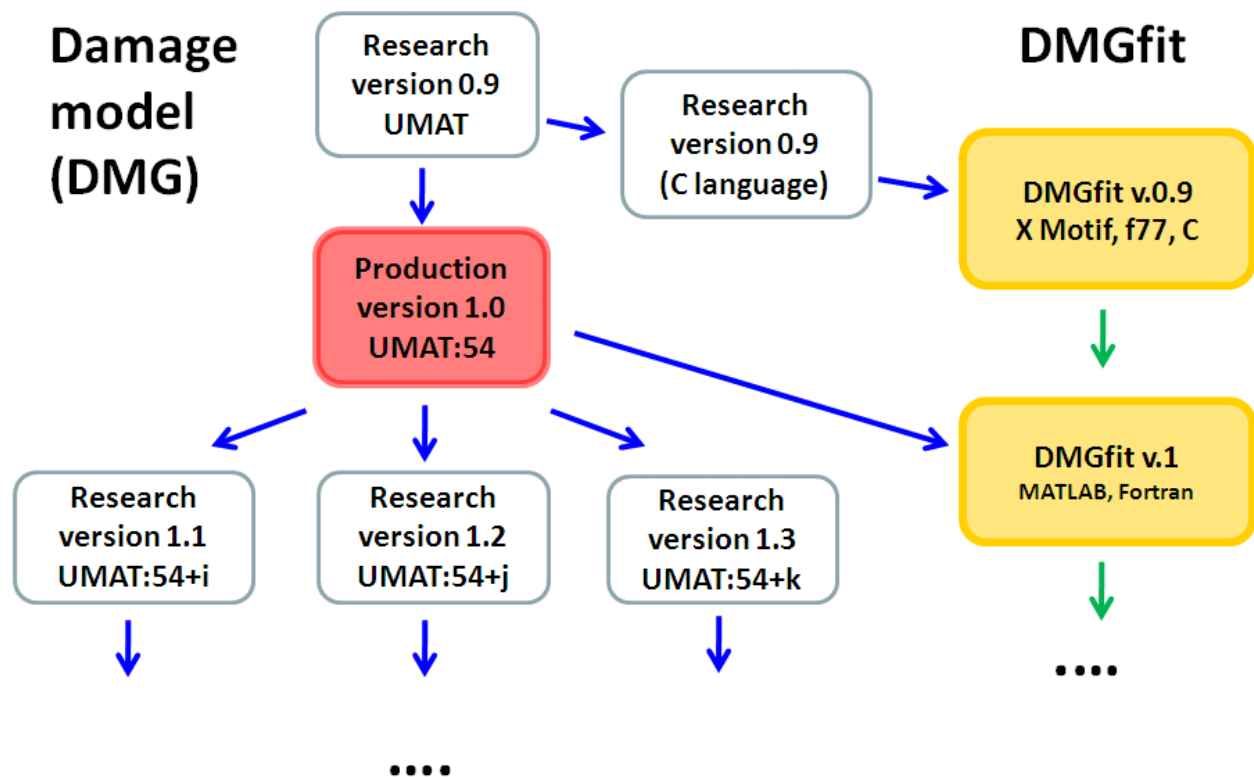 Damage
model
(DMG)
Research
version 0.9
UMAT
Research
version 0.9
(C language)
DMGfit
DMGfit v.0.9
X Motif, f77, C
Production
version 1.0
UMAT:54
DMGfit v.1
MATLAB, Fortran
Research
version 1.1
UMAT:54+i
Research
version 1.2
UMAT:54+j
Research
version 1.3
UMAT:54+k
....
....